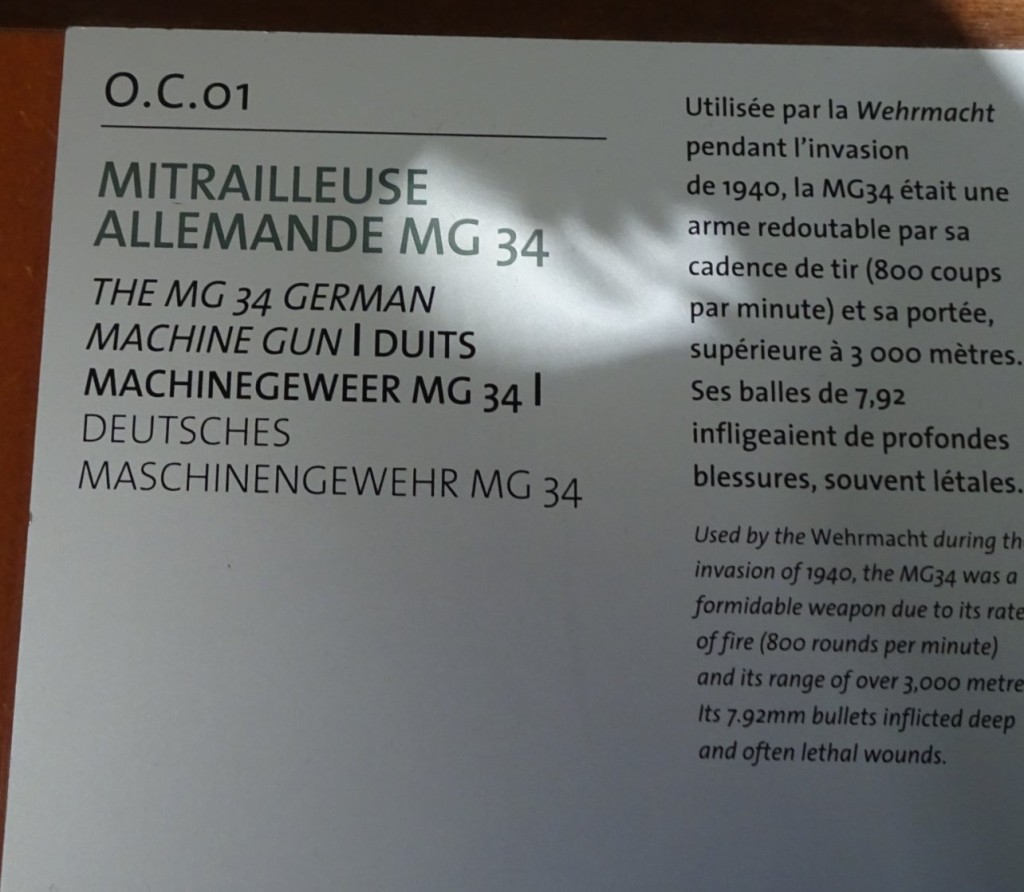 O.C.01
MITRAILLEUSE
ALLEMANDE MG 34
THE MG 34 GERMAN
MACHINE GUN | DUITS
MACHINEGEWEER MG 34 |
DEUTSCHES
MASCHINENGEWEHR MG 34
Utilisée par la Wehrmacht
pendant l'invasion
de 1940, la MG34 était une
arme redoutable par sa
cadence de tir (800 coups
par minute) et sa portée,
supérieure à 3 000 mètres.
Ses balles de 7,92
infligeaient de profondes
blessures, souvent létales.
Used by the Wehrmacht during th
invasion of 1940, the MG34 was a
formidable weapon due to its rate
of fire (800 rounds per minute)
and its range of over 3,000 metre
Its 7.92mm bullets inflicted deep
and often lethal wounds.